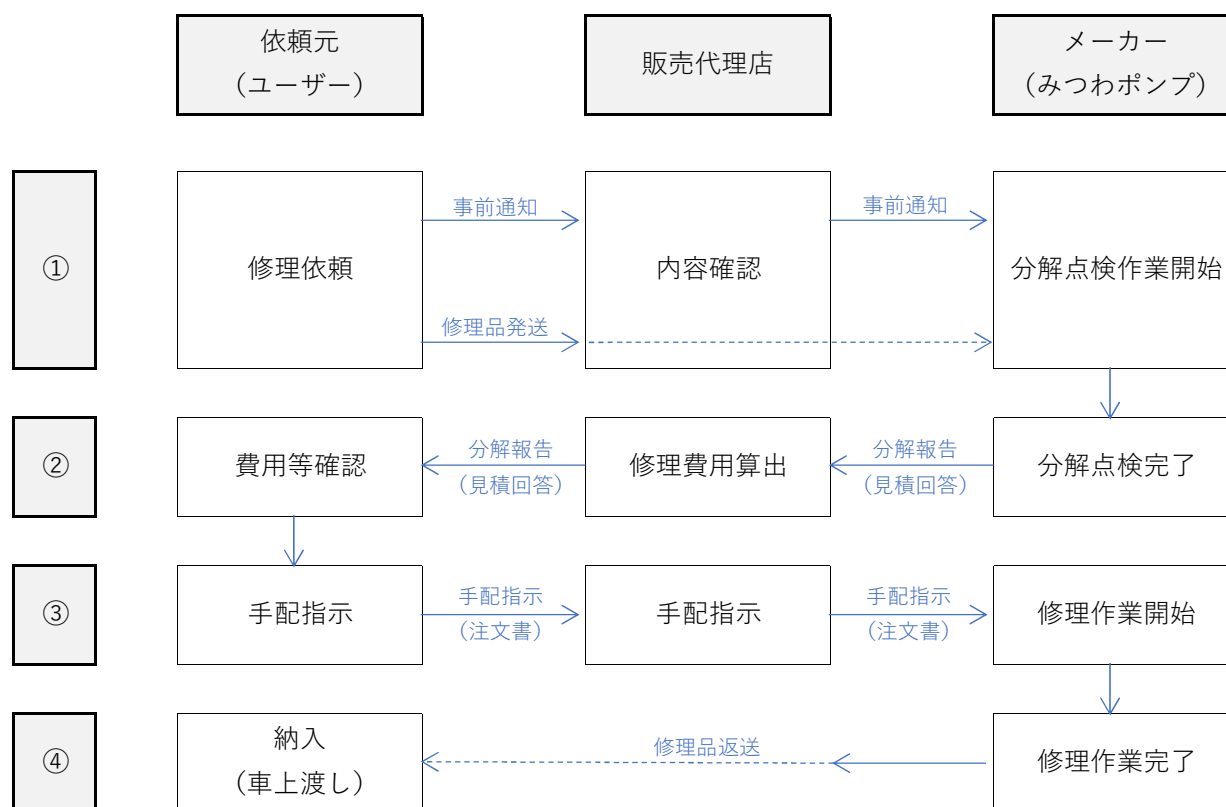 依頼元
（ユーザー）
販売代理店
メーカー
（みつわポンプ）
①
修理依頼
事前通知
修理品発送
内容確認
事前通知
分解点検作業開始
②
費用等確認
分解報告
（見積回答）
修理費用算出
分解報告
（見積回答）
分解点検完了
③
手配指示
手配指示
（注文書）
手配指示
手配指示
（注文書）
修理作業開始
④
納入
（車上渡し）
修理品返送
修理作業完了